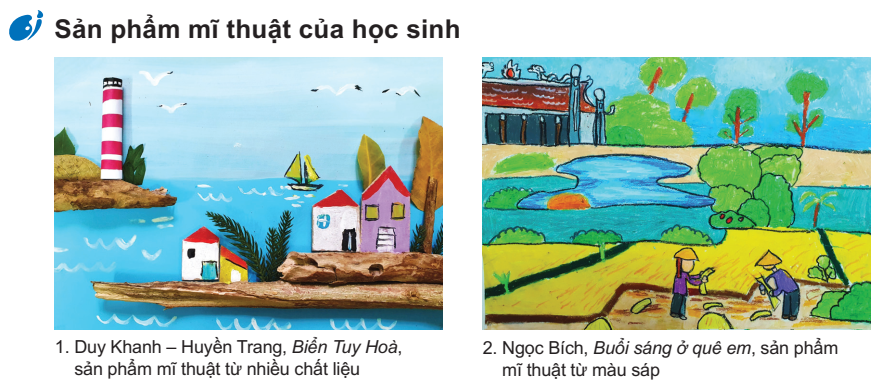 Sản phẩm mĩ thuật của học sinh
1. Duy Khanh – Huyền Trang, Biển Tuy Hoà,
sản phẩm mĩ thuật từ nhiều chất liệu
2. Ngọc Bích, Buổi sáng ở quê em, sản phẩm
mĩ thuật từ màu sáp